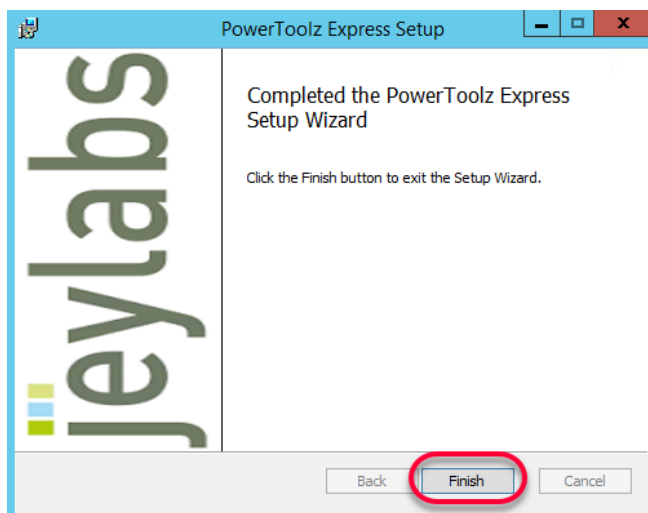 PowerToolz Express Setup
x
jeylabs
Completed the PowerToolz Express
Setup Wizard
Click the Finish button to exit the Setup Wizard.
Back Finish Cancel